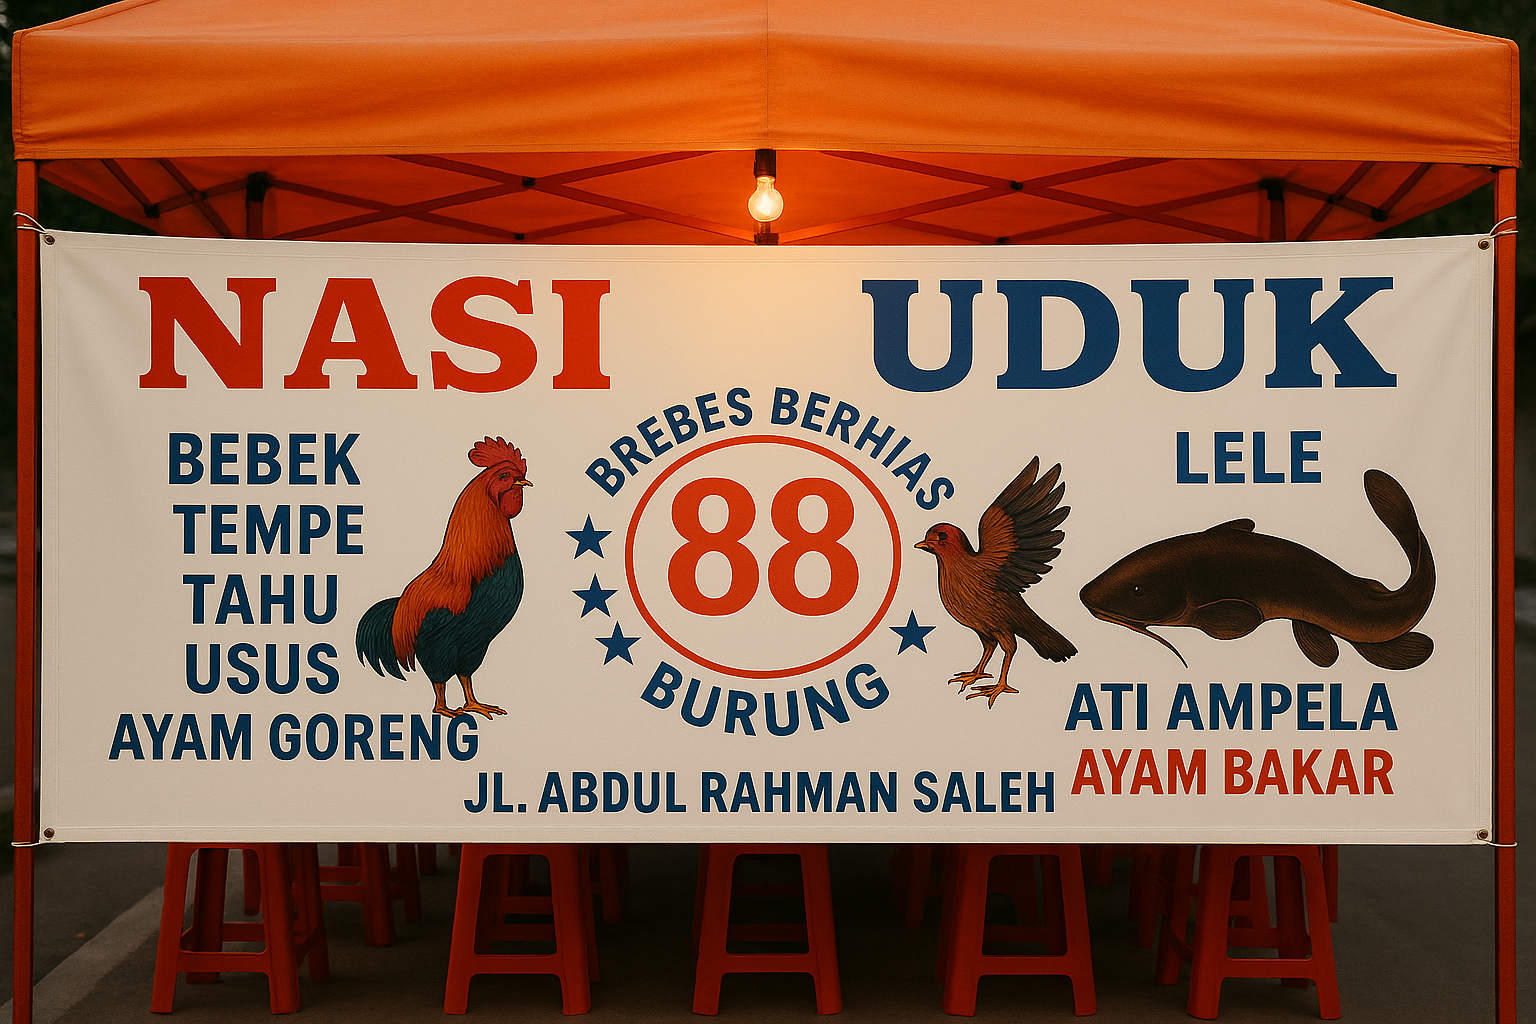 NASI UDUK
BREBES BERHIAS
88
BURUNG
BEBEK
TEMPE
TAHU
USUS
AYAM GORENG
LELE
ATI AMPELA
AYAM BAKAR
JL. ABDUL RAHMAN SALEH